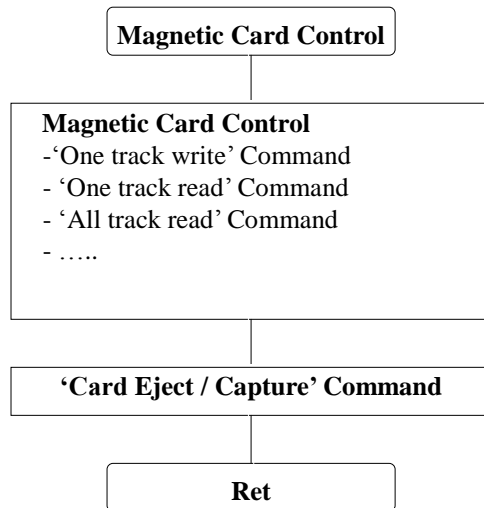 Magnetic Card Control
Magnetic Card Control
-‘One track write’ Command
- ‘One track read’ Command
- ‘All track read’ Command
- …..
‘Card Eject / Capture’ Command
Ret